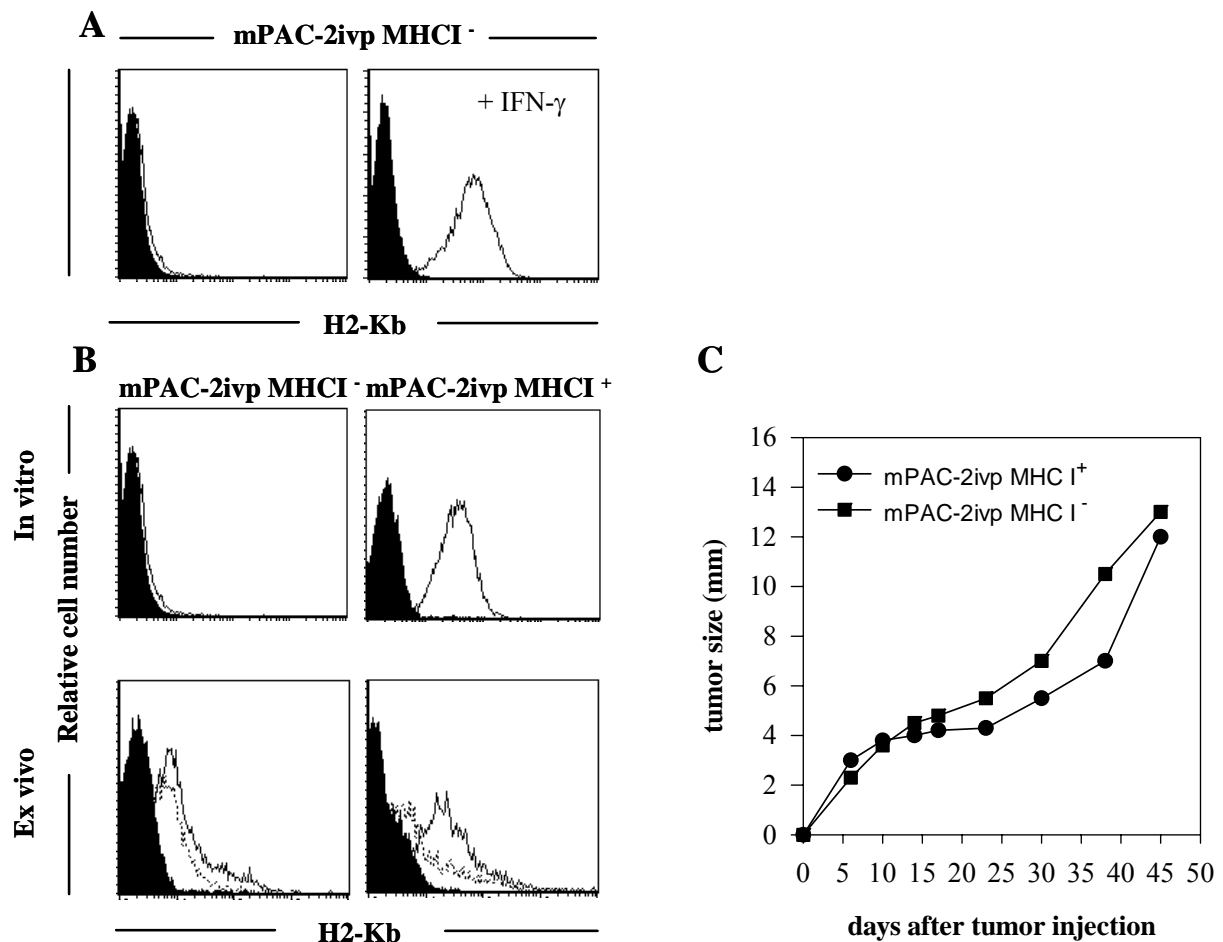 A
mPAC-2ivp MHCI -
+ IFN-γ
H2-Kb
B
mPAC-2ivp MHCI - mPAC-2ivp MHCI +
In vitro
Relative cell number
Ex vivo
H2-Kb
C
16
14
12
10
8
6
4
2
0
tumor size (mm)
mPAC-2ivp MHC I+
mPAC-2ivp MHC I -
0 5 10 15 20 25 30 35 40 45 50
days after tumor injection